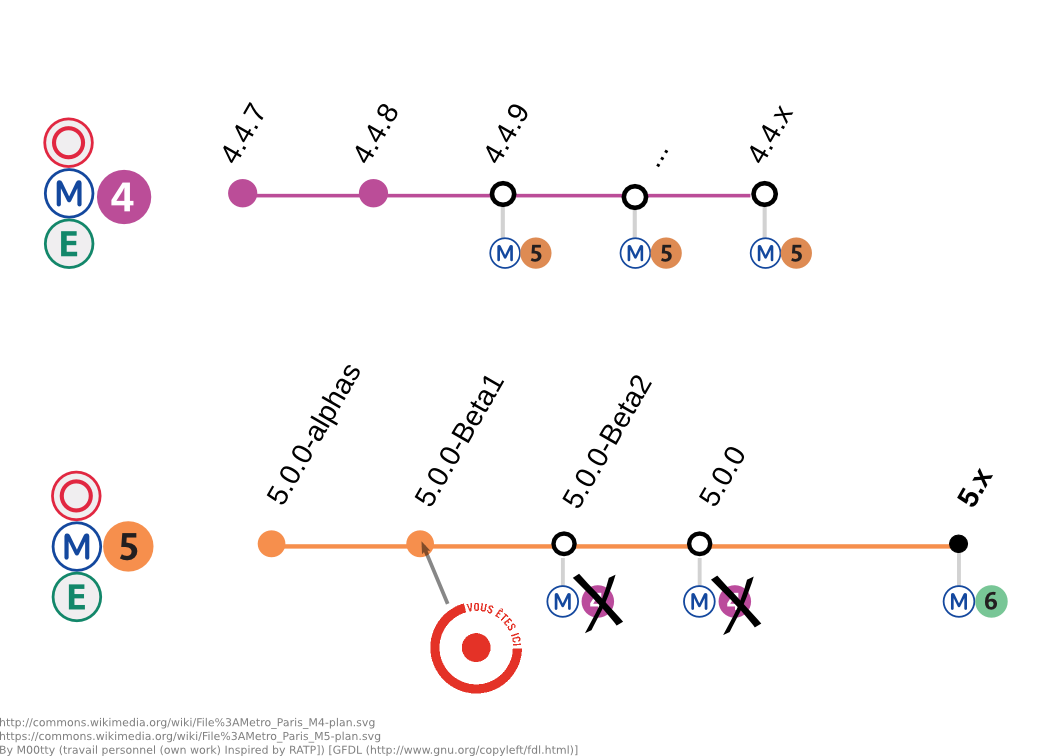 4.4.7
4.4.8
4.4.9
...
4.4.x
M
4
E
M 5
M 5
M 5
5.0.0-alphas
5.0.0-Beta1
5.0.0-Beta2
5.0.0
5.x
M
5
E
M
M
M 6
VOUS ÊTES ICI
http://commons.wikimedia.org/wiki/File%3AMetro_Paris_M4-plan.svg
https://commons.wikimedia.org/wiki/File%3AMetro_Paris_M5-plan.svg
By M00tty (travail personnel (own work) Inspired by RATP]) [GFDL (http://www.gnu.org/copyleft/fdl.html)]